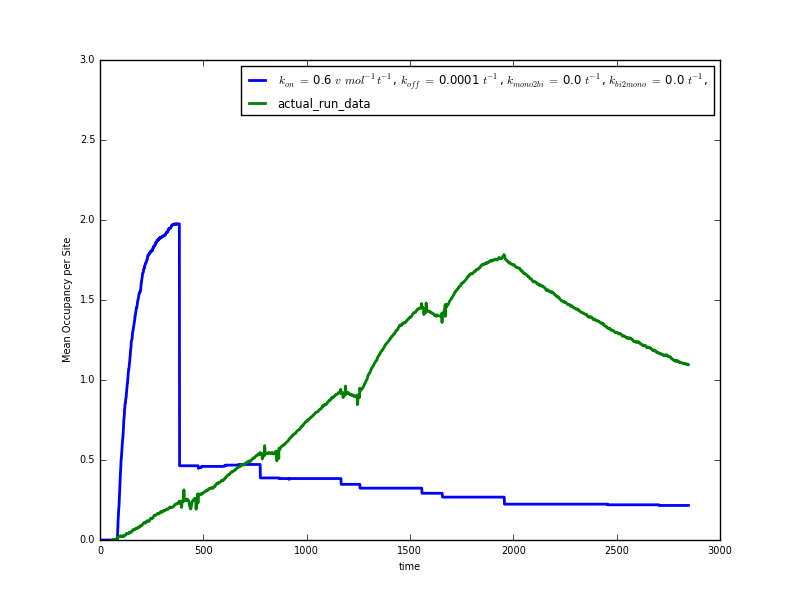 k_on = 0.6 v mol^−1 t^−1, k_off = 0.0001 t^−1, k_mono2bi = 0.0 t^−1, k_bi2mono = 0.0 t^−1,
actual_run_data
3.0
2.5
2.0
1.5
1.0
0.5
0.0
Mean Occupancy per Site
0 500 1000 1500 2000 2500 3000
time